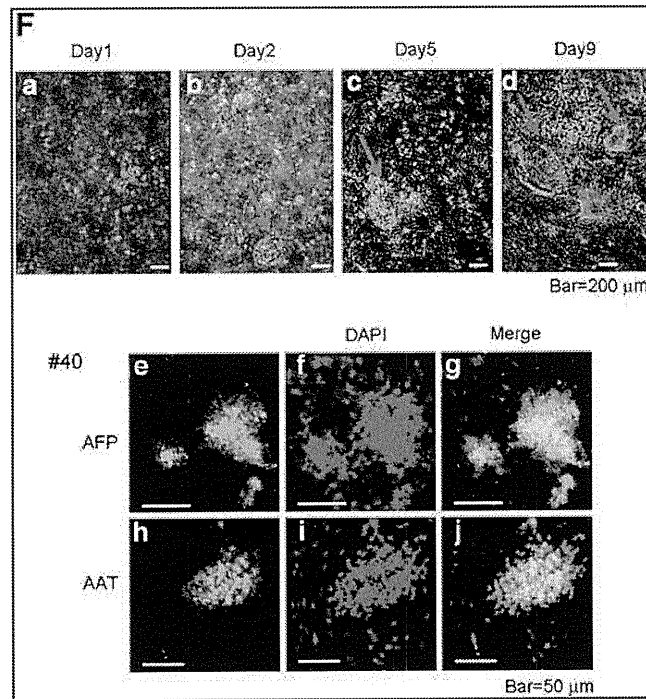 F
Day1 Day2 Day5 Day9
a b c d
Bar=200 μm
DAPI Merge
#40
e f g
AFP
h i j
AAT
Bar=50 μm